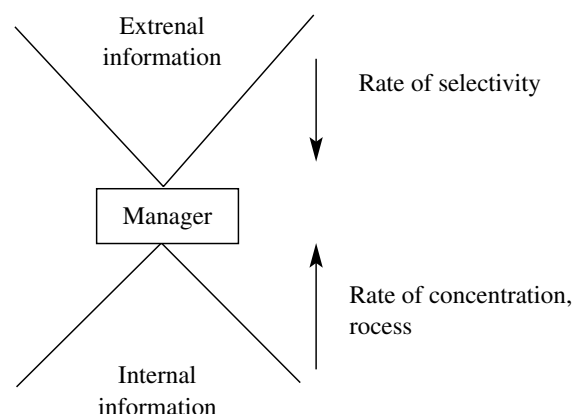 Extrenal
information
Rate of selectivity
Manager
Rate of concentration,
rocess
Internal
information